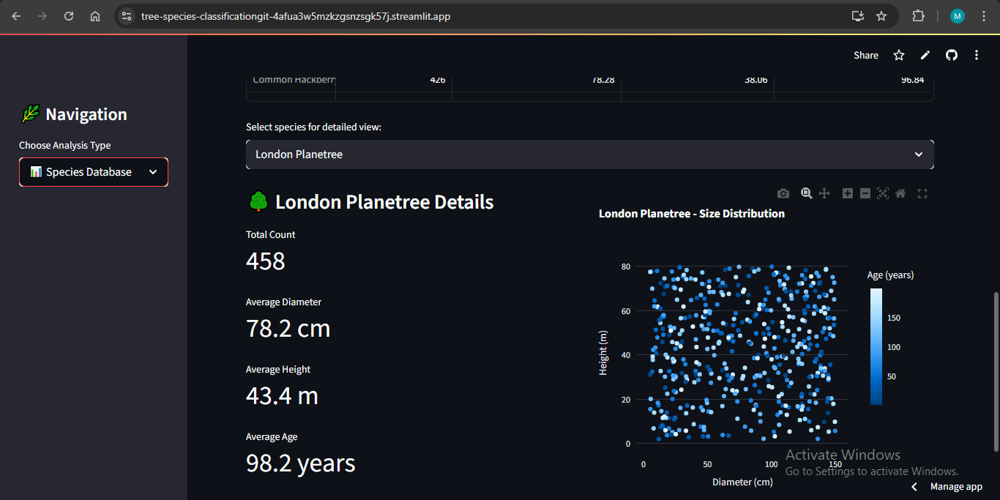 tree-species-classificationgit-4afua3w5mzkzgsnzsgk57j.streamlit.app
M
Share
Common Hackberry 426 78.28 38.06 96.84
Navigation
Choose Analysis Type
Species Database
Select species for detailed view:
London Planetree
London Planetree Details
Total Count
458
Average Diameter
78.2 cm
Average Height
43.4 m
Average Age
98.2 years
London Planetree - Size Distribution
Height (m)
80
60
40
20
0
0 50 100 150
Diameter (cm)
Age (years)
150
100
50
Activate Windows
Go to Settings to activate Windows.
Manage app